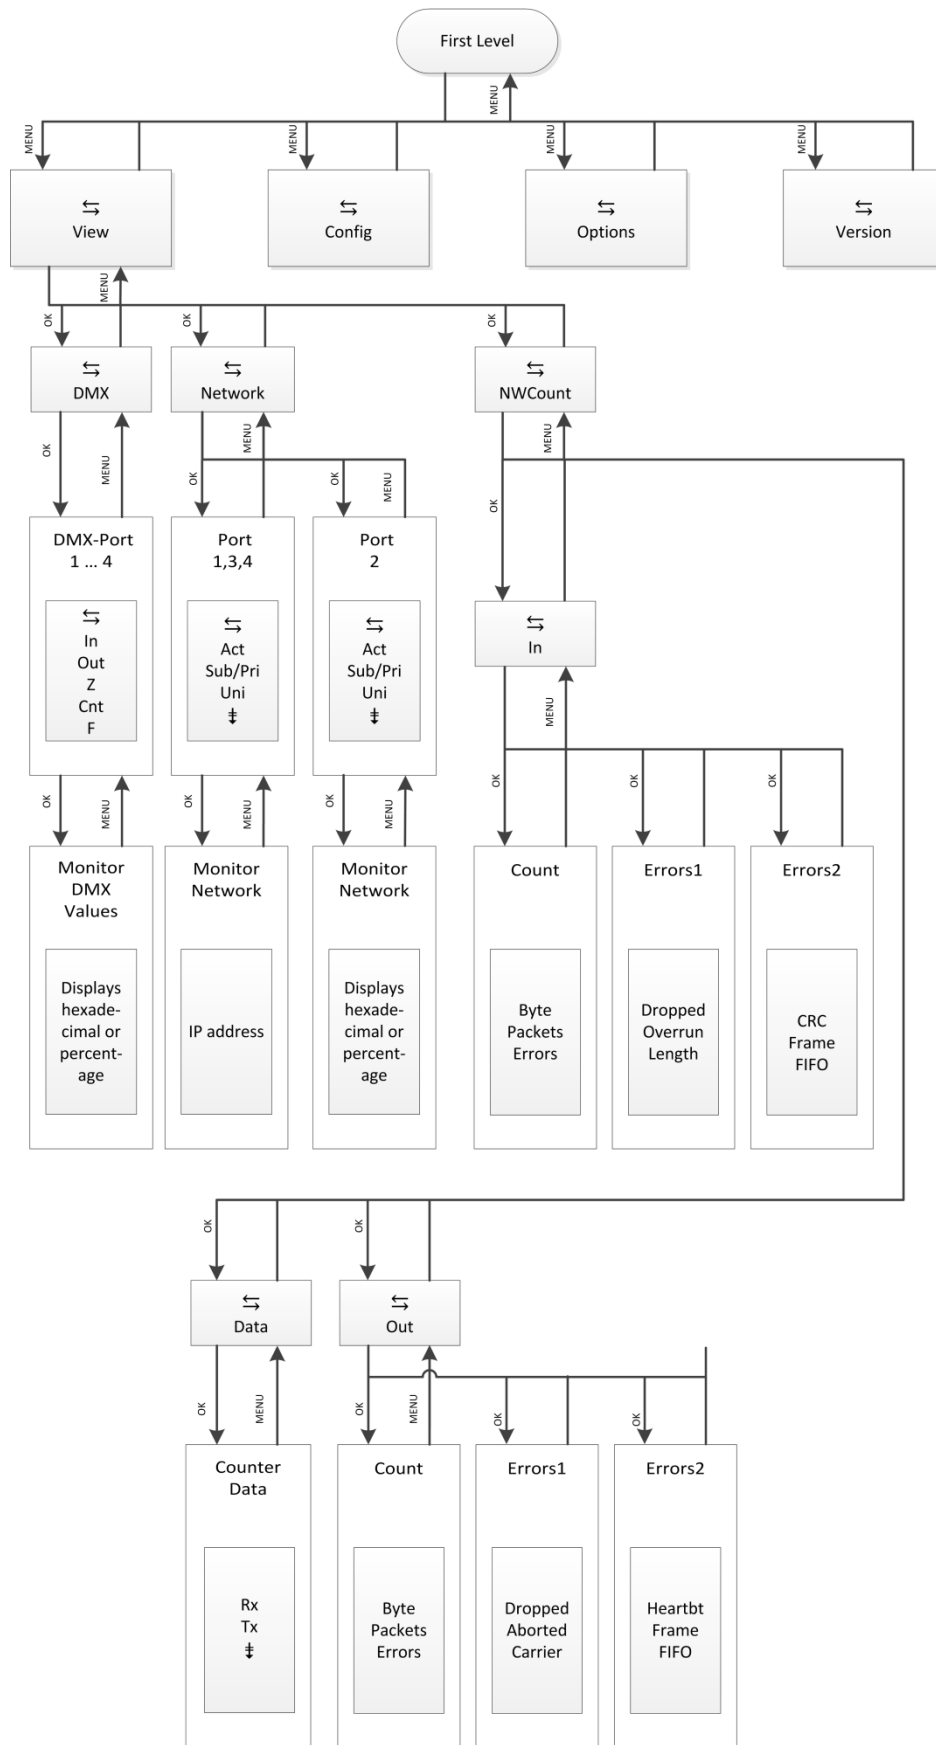 First Level
MENU
MENU
MENU
MENU
MENU
View
Config
Options
Version
MENU
OK
OK
OK
DMX
Network
NWCount
OK
MENU
MENU
MENU
OK
OK
MENU
OK
DMX-Port
1 ... 4
Port
1,3,4
Port
2
In
Out
Z
Cnt
F
Act
Sub/Pri
Uni
Act
Sub/Pri
Uni
In
MENU
OK
MENU
OK
MENU
OK
MENU
OK
OK
OK
Monitor
DMX
Values
Monitor
Network
Monitor
Network
Count
Errors1
Errors2
Displays
hexade-
cimal or
percent-
age
IP address
Displays
hexade-
cimal or
percent-
age
Byte
Packets
Errors
Dropped
Overrun
Length
CRC
Frame
FIFO
OK
OK
Data
Out
OK
MENU
OK
MENU
OK
OK
Counter
Data
Count
Errors1
Errors2
Rx
Tx
Byte
Packets
Errors
Dropped
Aborted
Carrier
Heartbt
Frame
FIFO